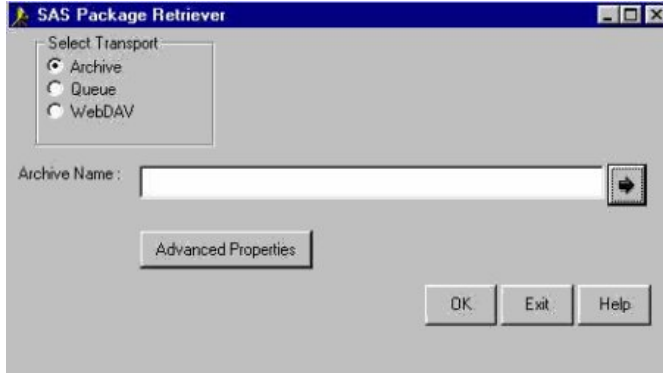 SAS Package Retriever
Select Transport
Archive
Queue
WebDAV
Archive Name :
Advanced Properties
OK Exit Help